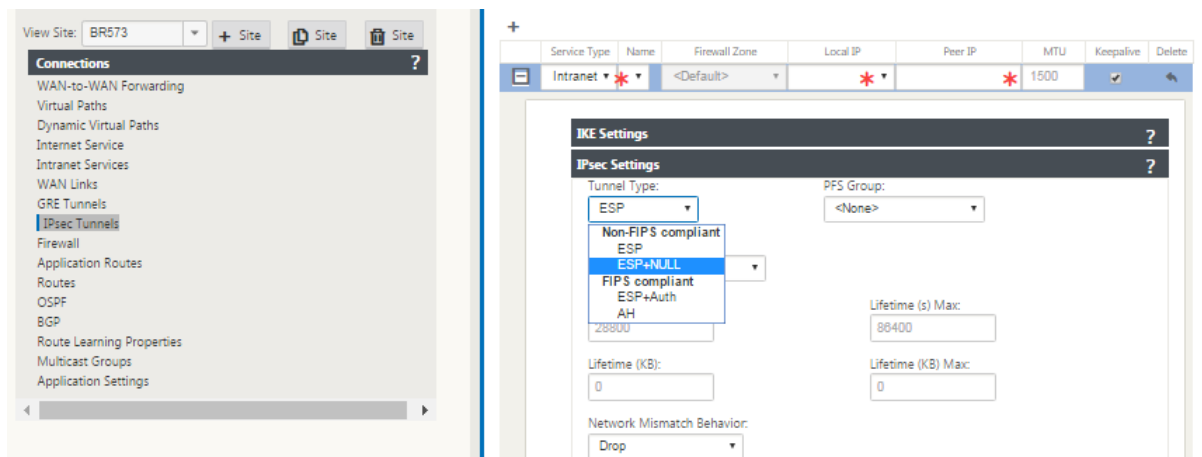 View Site: BR573 + Site Site Site
Connections ?
WAN-to-WAN Forwarding
Virtual Paths
Dynamic Virtual Paths
Internet Service
Intranet Services
WAN Links
GRE Tunnels
IPsec Tunnels
Firewall
Application Routes
Routes
OSPF
BGP
Route Learning Properties
Multicast Groups
Application Settings
+
Service Type Name Firewall Zone Local IP Peer IP MTU Keepalive Delete
Intranet * <Default> * * 1500
IKE Settings ?
IPsec Settings ?
Tunnel Type: PFS Group:
ESP <None>
Non-FIPS compliant
ESP
ESP+NULL
FIPS compliant
ESP+Auth
AH
Lifetime (s) Max:
28800 86400
Lifetime (KB): Lifetime (KB) Max:
0 0
Network Mismatch Behavior:
Drop